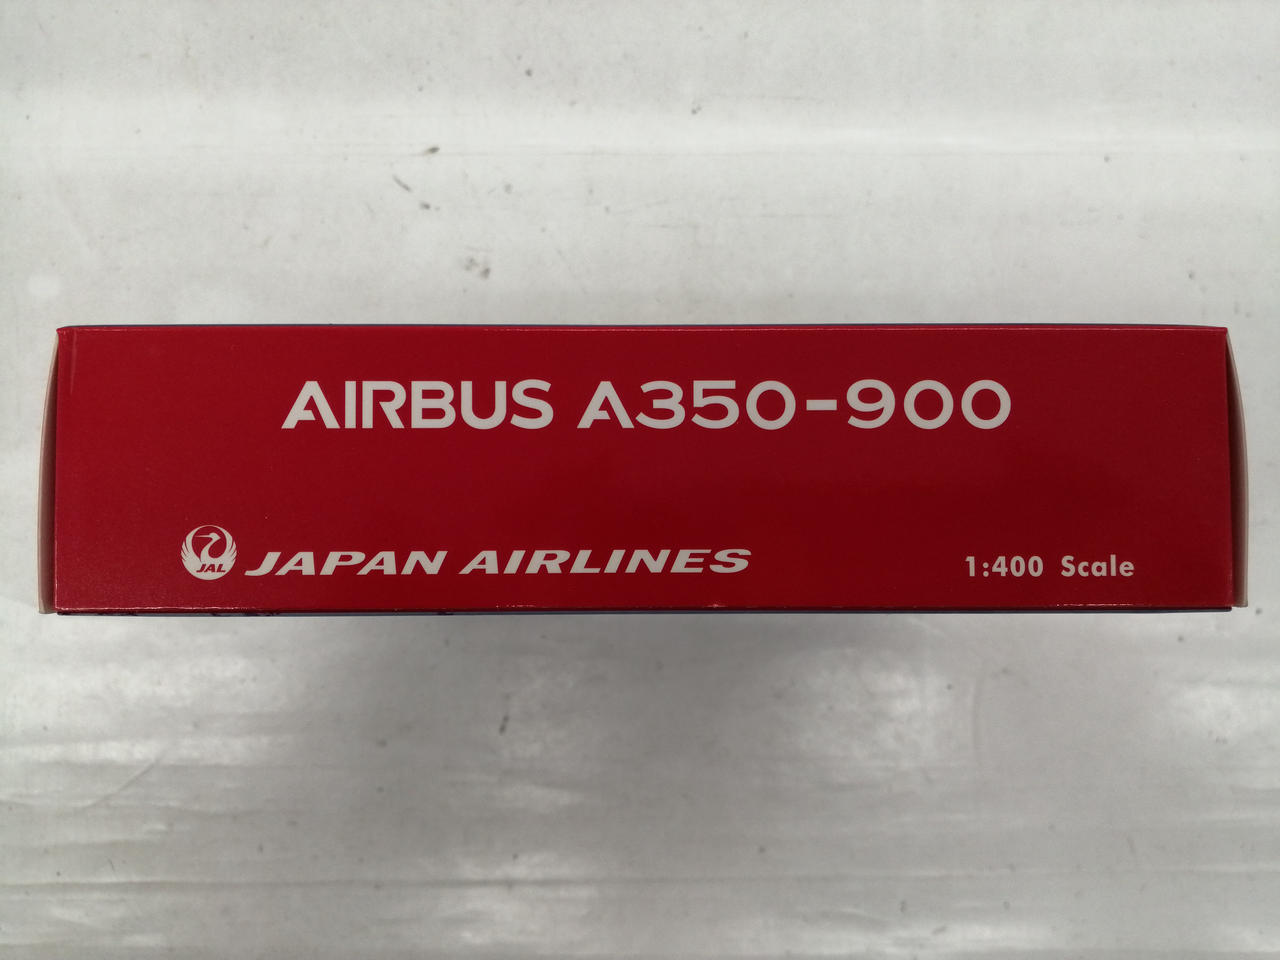 AIRBUS A350-900
JAL JAPAN AIRLINES
1:400 Scale